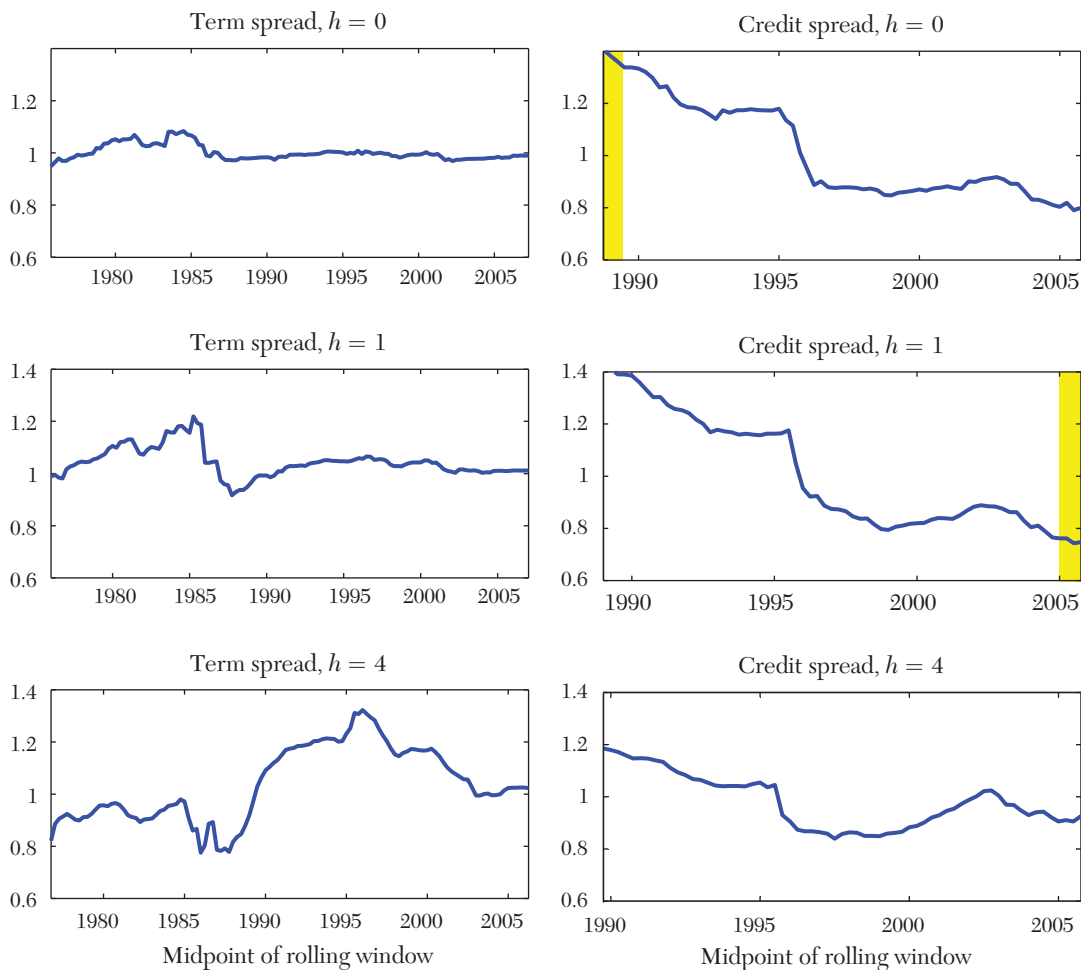 Term spread, h = 0
1.2
1
0.8
0.6
1980 1985 1990 1995 2000 2005
Credit spread, h = 0
1.2
1
0.8
0.6
1990 1995 2000 2005
Term spread, h = 1
1.4
1.2
1
0.8
0.6
1980 1985 1990 1995 2000 2005
Credit spread, h = 1
1.4
1.2
1
0.8
0.6
1990 1995 2000 2005
Term spread, h = 4
1.4
1.2
1
0.8
0.6
1980 1985 1990 1995 2000 2005
Midpoint of rolling window
Credit spread, h = 4
1.4
1.2
1
0.8
0.6
1990 1995 2000 2005
Midpoint of rolling window